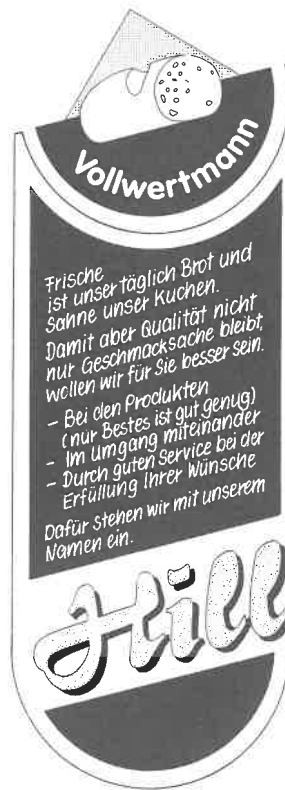 Vollwertmann
Frische
ist unser täglich Brot und
Sahne unser Kuchen.
Damit aber Qualität nicht
nur Geschmacksache bleibt,
wollen wir für Sie besser sein.
– Bei den Produkten
(nur Bestes ist gut genug)
– Im Umgang miteinander
– Durch guten Service bei der
Erfüllung Ihrer Wünsche
Dafür stehen wir mit unserem
Namen ein.
Hill